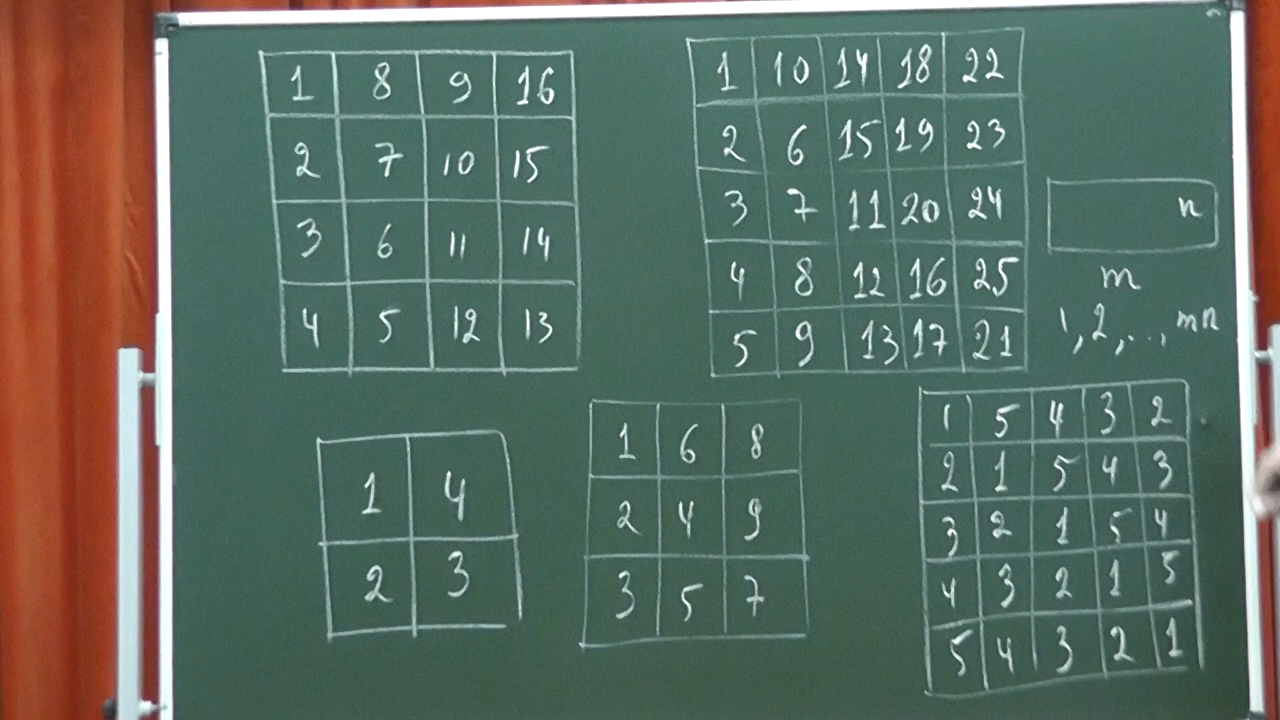 1 8 9 16
2 7 10 15
3 6 11 14
4 5 12 13
1 10 14 18 22
2 6 15 19 23
3 7 11 20 24
4 8 12 16 25
5 9 13 17 21
n
m
1, 2, ..., mn
1 4
2 3
1 6 8
2 4 9
3 5 7
1 5 4 3 2
2 1 5 4 3
3 2 1 5 4
4 3 2 1 5
5 4 3 2 1